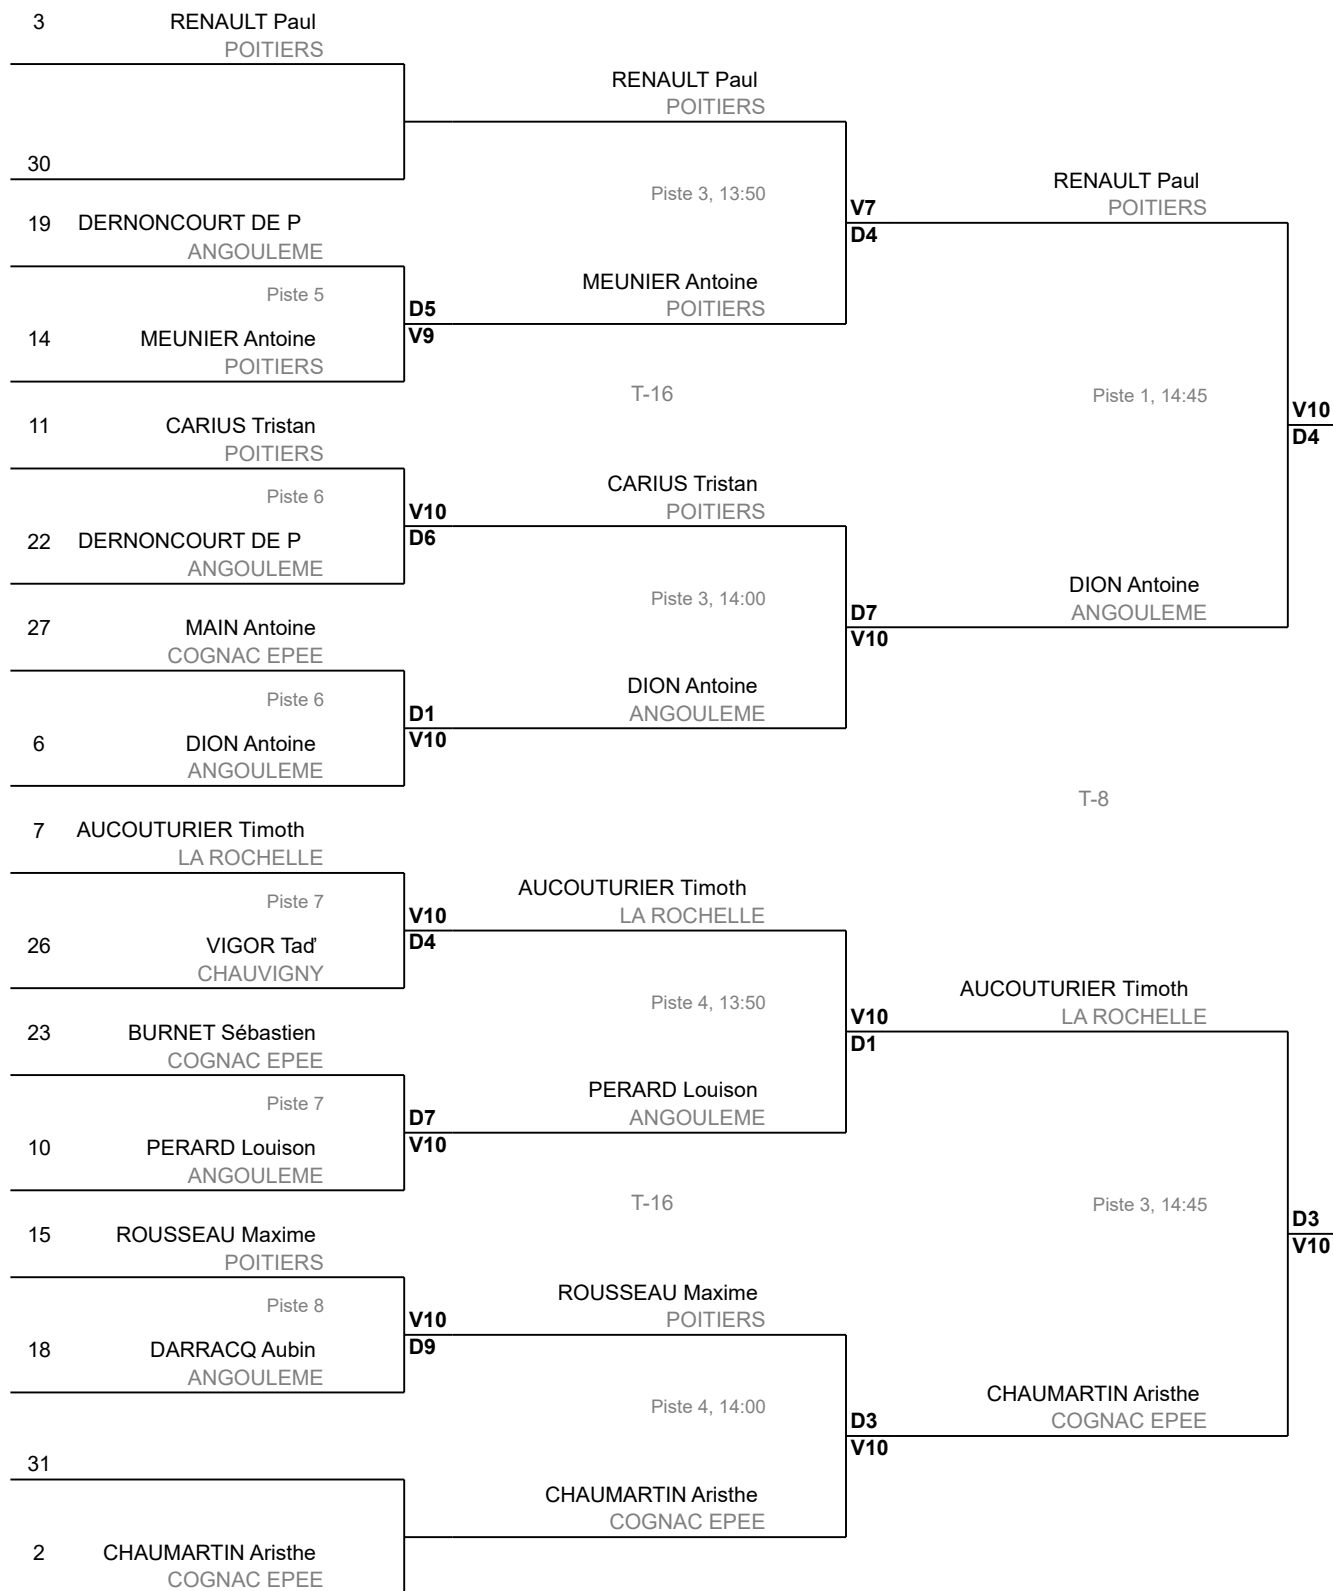 3 RENAULT Paul
POITIERS
RENAULT Paul
POITIERS
30
Piste 3, 13:50
RENAULT Paul
POITIERS
V7
D4
19 DERNONCOURT DE P
ANGOULEME
Piste 5
MEUNIER Antoine
POITIERS
D5
V9
14 MEUNIER Antoine
POITIERS
T-16
Piste 1, 14:45
V10
D4
11 CARIUS Tristan
POITIERS
Piste 6
CARIUS Tristan
POITIERS
V10
D6
22 DERNONCOURT DE P
ANGOULEME
Piste 3, 14:00
DION Antoine
ANGOULEME
D7
V10
27 MAIN Antoine
COGNAC EPEE
Piste 6
DION Antoine
ANGOULEME
D1
V10
6 DION Antoine
ANGOULEME
T-8
7 AUCOUTURIER Timoth
LA ROCHELLE
Piste 7
AUCOUTURIER Timoth
LA ROCHELLE
V10
D4
26 VIGOR Taď
CHAUVIGNY
Piste 4, 13:50
AUCOUTURIER Timoth
LA ROCHELLE
V10
D1
23 BURNET Sébastien
COGNAC EPEE
Piste 7
PERARD Louison
ANGOULEME
D7
V10
10 PERARD Louison
ANGOULEME
T-16
Piste 3, 14:45
D3
V10
15 ROUSSEAU Maxime
POITIERS
Piste 8
ROUSSEAU Maxime
POITIERS
V10
D9
18 DARRACQ Aubin
ANGOULEME
Piste 4, 14:00
CHAUMARTIN Aristhe
COGNAC EPEE
D3
V10
31
CHAUMARTIN Aristhe
COGNAC EPEE
2 CHAUMARTIN Aristhe
COGNAC EPEE